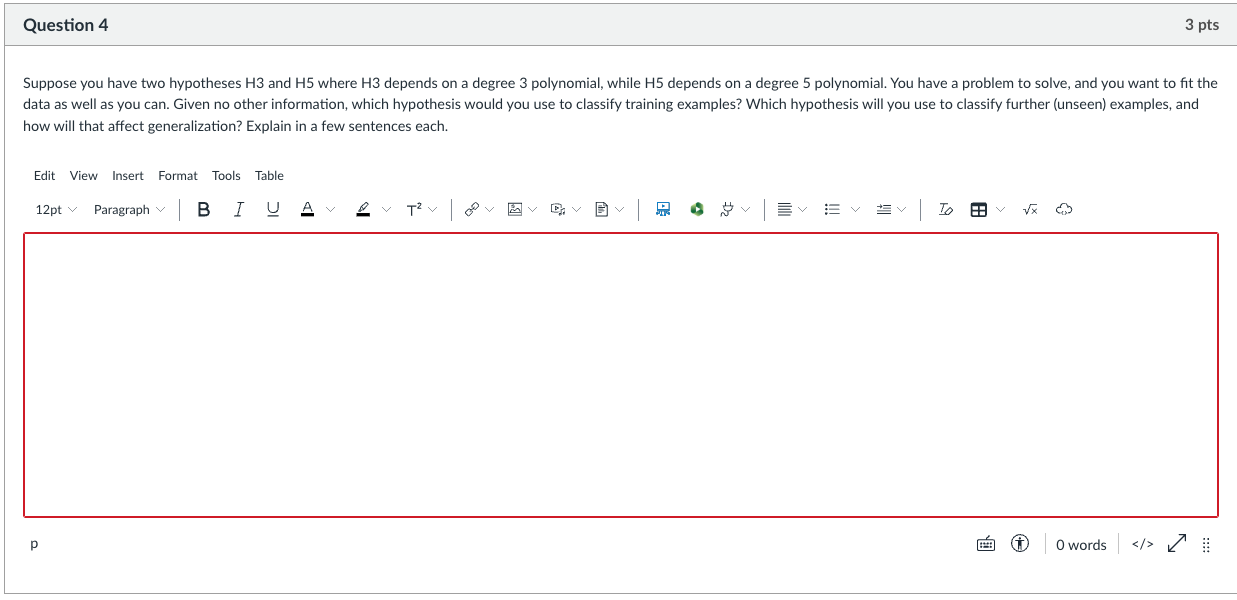 Question 4 3 pts
Suppose you have two hypotheses H3 and H5 where H3 depends on a degree 3 polynomial, while H5 depends on a degree 5 polynomial. You have a problem to solve, and you want to fit the
data as well as you can. Given no other information, which hypothesis would you use to classify training examples? Which hypothesis will you use to classify further (unseen) examples, and
how will that affect generalization? Explain in a few sentences each.
Edit View Insert Format Tools Table
12pt Paragraph B I U A T² √x
p 0 words </>